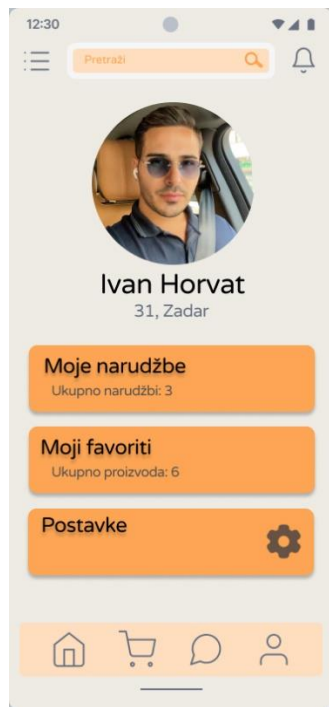 12:30
Pretraži
Ivan Horvat
31, Zadar
Moje narudžbe
Ukupno narudžbi: 3
Moji favoriti
Ukupno proizvoda: 6
Postavke